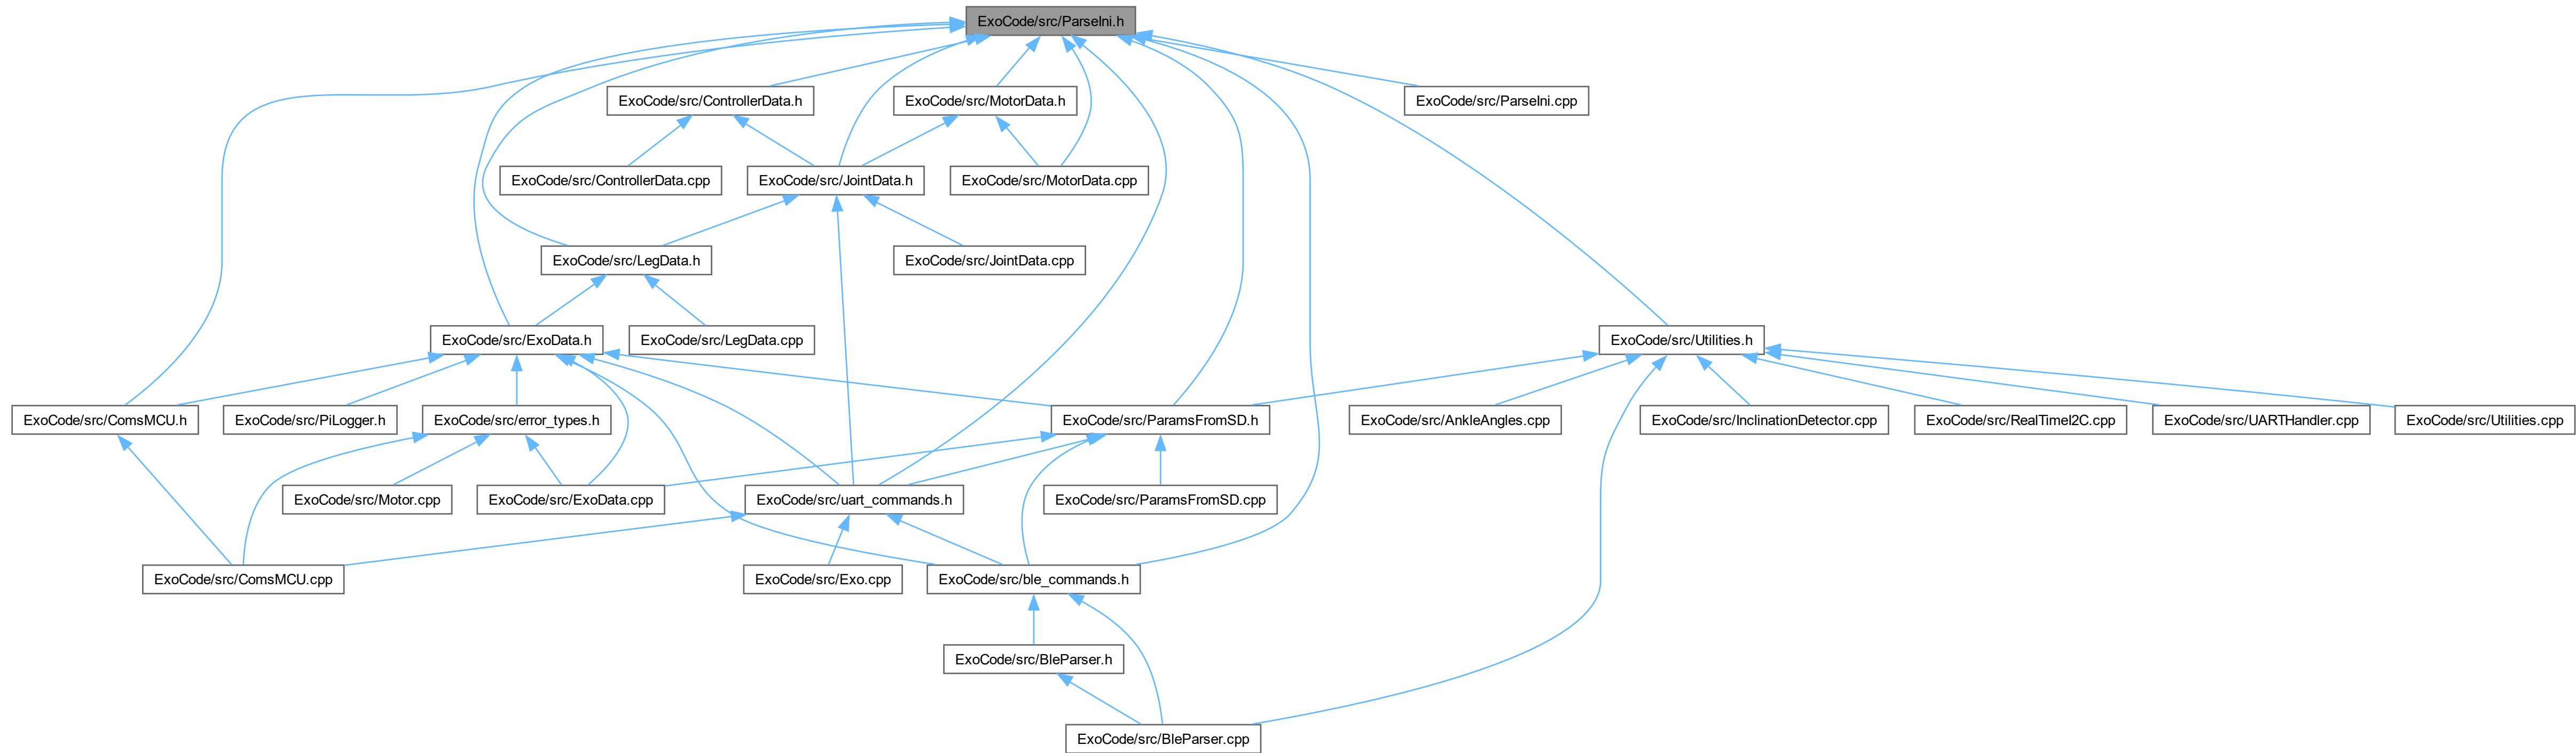 ExoCode/src/ParseIni.h
ExoCode/src/ControllerData.h
ExoCode/src/MotorData.h
ExoCode/src/ParseIni.cpp
ExoCode/src/ControllerData.cpp
ExoCode/src/JointData.h
ExoCode/src/MotorData.cpp
ExoCode/src/LegData.h
ExoCode/src/JointData.cpp
ExoCode/src/ExoData.h
ExoCode/src/LegData.cpp
ExoCode/src/Utilities.h
ExoCode/src/ComsMCU.h
ExoCode/src/PiLogger.h
ExoCode/src/error_types.h
ExoCode/src/ParamsFromSD.h
ExoCode/src/AnkleAngles.cpp
ExoCode/src/InclinationDetector.cpp
ExoCode/src/RealTimeI2C.cpp
ExoCode/src/UARTHandler.cpp
ExoCode/src/Utilities.cpp
ExoCode/src/Motor.cpp
ExoCode/src/ExoData.cpp
ExoCode/src/uart_commands.h
ExoCode/src/ParamsFromSD.cpp
ExoCode/src/ComsMCU.cpp
ExoCode/src/Exo.cpp
ExoCode/src/ble_commands.h
ExoCode/src/BleParser.h
ExoCode/src/BleParser.cpp